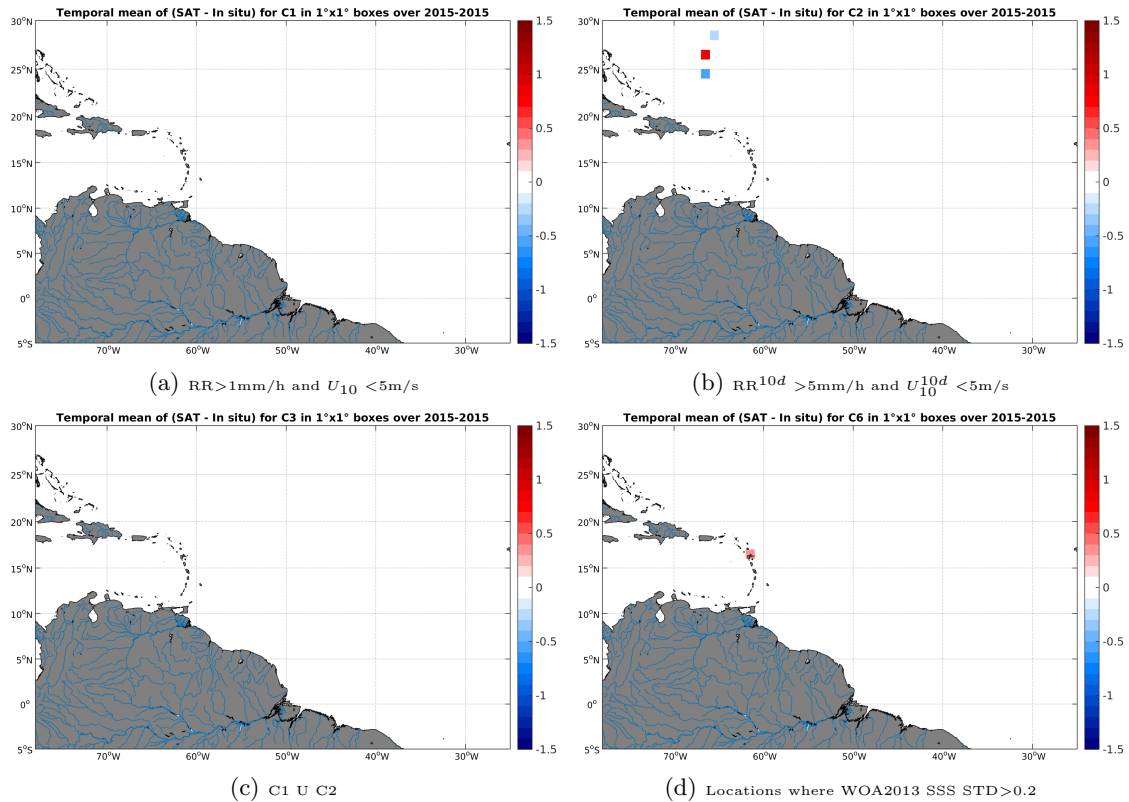 Temporal mean of (SAT - In situ) for C1 in 1°x1° boxes over 2015-2015
30°N
25°N
20°N
15°N
10°N
5°N
0°
5°S
70°W 60°W 50°W 40°W 30°W
1.5
1
0.5
0
-0.5
-1
-1.5
(a) RR>1mm/h and U10 <5m/s
Temporal mean of (SAT - In situ) for C2 in 1°x1° boxes over 2015-2015
30°N
25°N
20°N
15°N
10°N
5°N
0°
5°S
70°W 60°W 50°W 40°W 30°W
1.5
1
0.5
0
-0.5
-1
-1.5
(b) RR10d >5mm/h and U10d10 <5m/s
Temporal mean of (SAT - In situ) for C3 in 1°x1° boxes over 2015-2015
30°N
25°N
20°N
15°N
10°N
5°N
0°
5°S
70°W 60°W 50°W 40°W 30°W
1.5
1
0.5
0
-0.5
-1
-1.5
(c) C1 U C2
Temporal mean of (SAT - In situ) for C6 in 1°x1° boxes over 2015-2015
30°N
25°N
20°N
15°N
10°N
5°N
0°
5°S
70°W 60°W 50°W 40°W 30°W
1.5
1
0.5
0
-0.5
-1
-1.5
(d) Locations where WOA2013 SSS STD>0.2